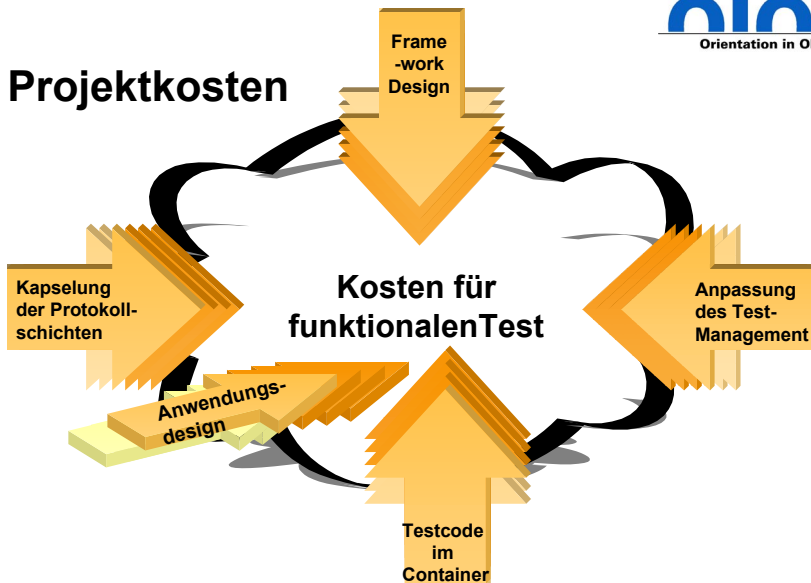 Orientation in
Projektkosten
Frame
-work
Design
Kapselung
der Protokoll-
schichten
Kosten für
funktionalenTest
Anpassung
des Test-
Management
Anwendungs-
design
Testcode
im
Container